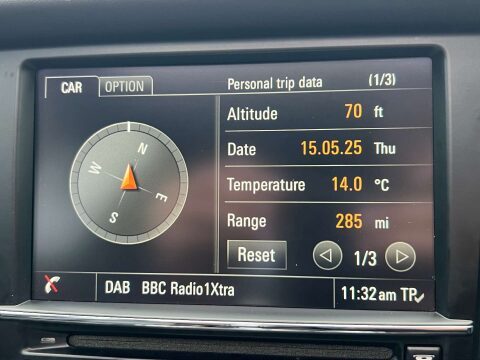 CAR OPTION Personal trip data (1/3)
Altitude 70 ft
Date 15.05.25 Thu
Temperature 14.0 °C
Range 285 mi
Reset 1/3
N
W
E
S
DAB BBC Radio1Xtra 11:32 am TP